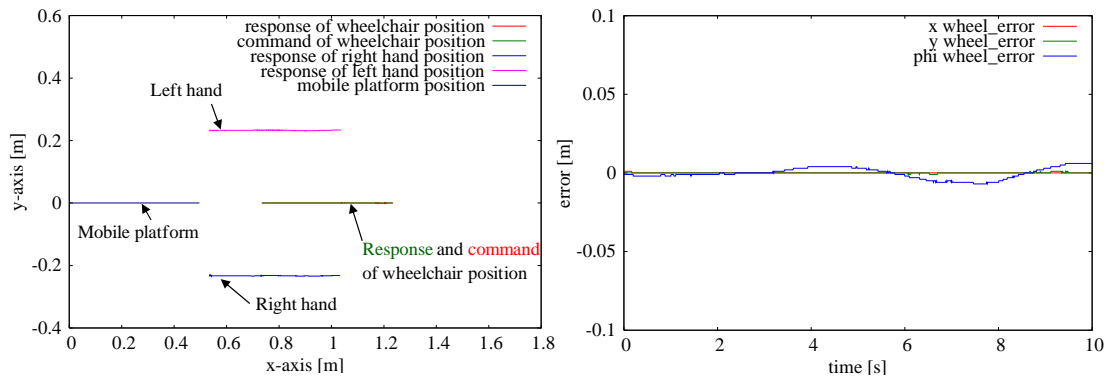 0.6
0.4
0.2
0
-0.2
-0.4
y-axis [m]
0 0.2 0.4 0.6 0.8 1 1.2 1.4 1.6 1.8
x-axis [m]
response of wheelchair position
command of wheelchair position
response of right hand position
response of left hand position
mobile platform position
Left hand
Mobile platform
Response and command
of wheelchair position
Right hand
0.1
0.05
0
-0.05
-0.1
error [m]
0 2 4 6 8 10
time [s]
x wheel_error
y wheel_error
phi wheel_error